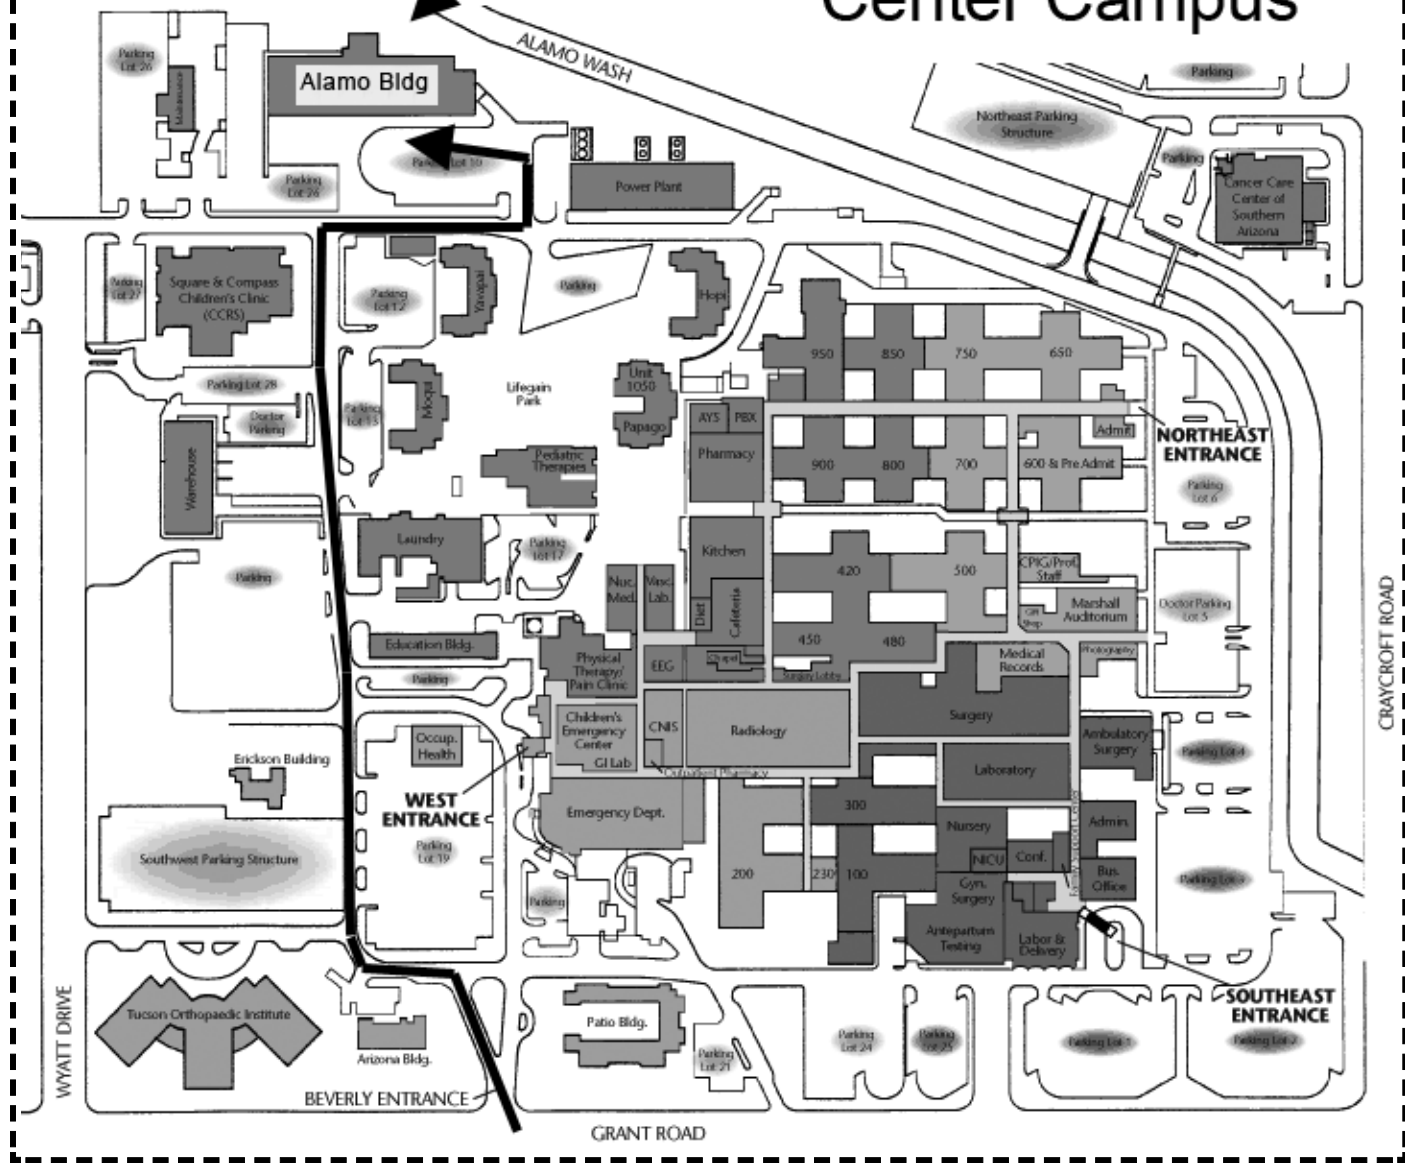 Center Campus
ALAMO WASH
Parking
Lot 26
Maintenance
Alamo Bldg
Parking
Northeast Parking
Structure
Parking Lot 10
Parking
Lot 26
Power Plant
Parking
Cancer Care
Center of
Southern
Arizona
Parking
Lot 27
Square & Compass
Children's Clinic
(CCRS)
Parking
Lot 12
Yavapai
Parking
Hopi
950
850
750
650
Parking Lot 28
Doctor
Parking
Parking
Lot 13
Moqui
Lifegain
Park
Unit
1050
Papago
AYS
PBX
Admit
NORTHEAST
ENTRANCE
Warehouse
Pediatric
Therapies
Pharmacy
900
800
700
600 & Pre Admit
Parking
Lot 6
Laundry
Parking
Lot 17
Kitchen
Parking
Nuc.
Med.
Vasc.
Lab.
Diet
Cafeteria
420
500
CPIG/Prof.
Staff
Marshall
Auditorium
Gift
Shop
Doctor Parking
Lot 5
CRAYCROFT ROAD
Education Bldg.
450
480
Physical
Therapy/
Pain Clinic
EEG
Chapel
Surgery Lobby
Medical
Records
Photography
Parking
Children's
Emergency
Center
GI Lab
CNIS
Radiology
Surgery
Ambulatory
Surgery
Parking Lot 4
Occup.
Health
Erickson Building
Outpatient Pharmacy
Laboratory
WEST
ENTRANCE
Emergency Dept.
300
Nursery
Family Support Center
Admin.
Parking
Lot 19
Southwest Parking Structure
200
230
100
NICU
Conf.
Bus.
Office
Gyn.
Surgery
Parking
Antepartum
Testing
Labor &
Delivery
SOUTHEAST
ENTRANCE
WYATT DRIVE
Tucson Orthopaedic Institute
Arizona Bldg.
Patio Bldg.
Parking
Lot 21
Parking
Lot 24
Parking
Lot 25
Parking Lot 1
Parking Lot 2
BEVERLY ENTRANCE
GRANT ROAD